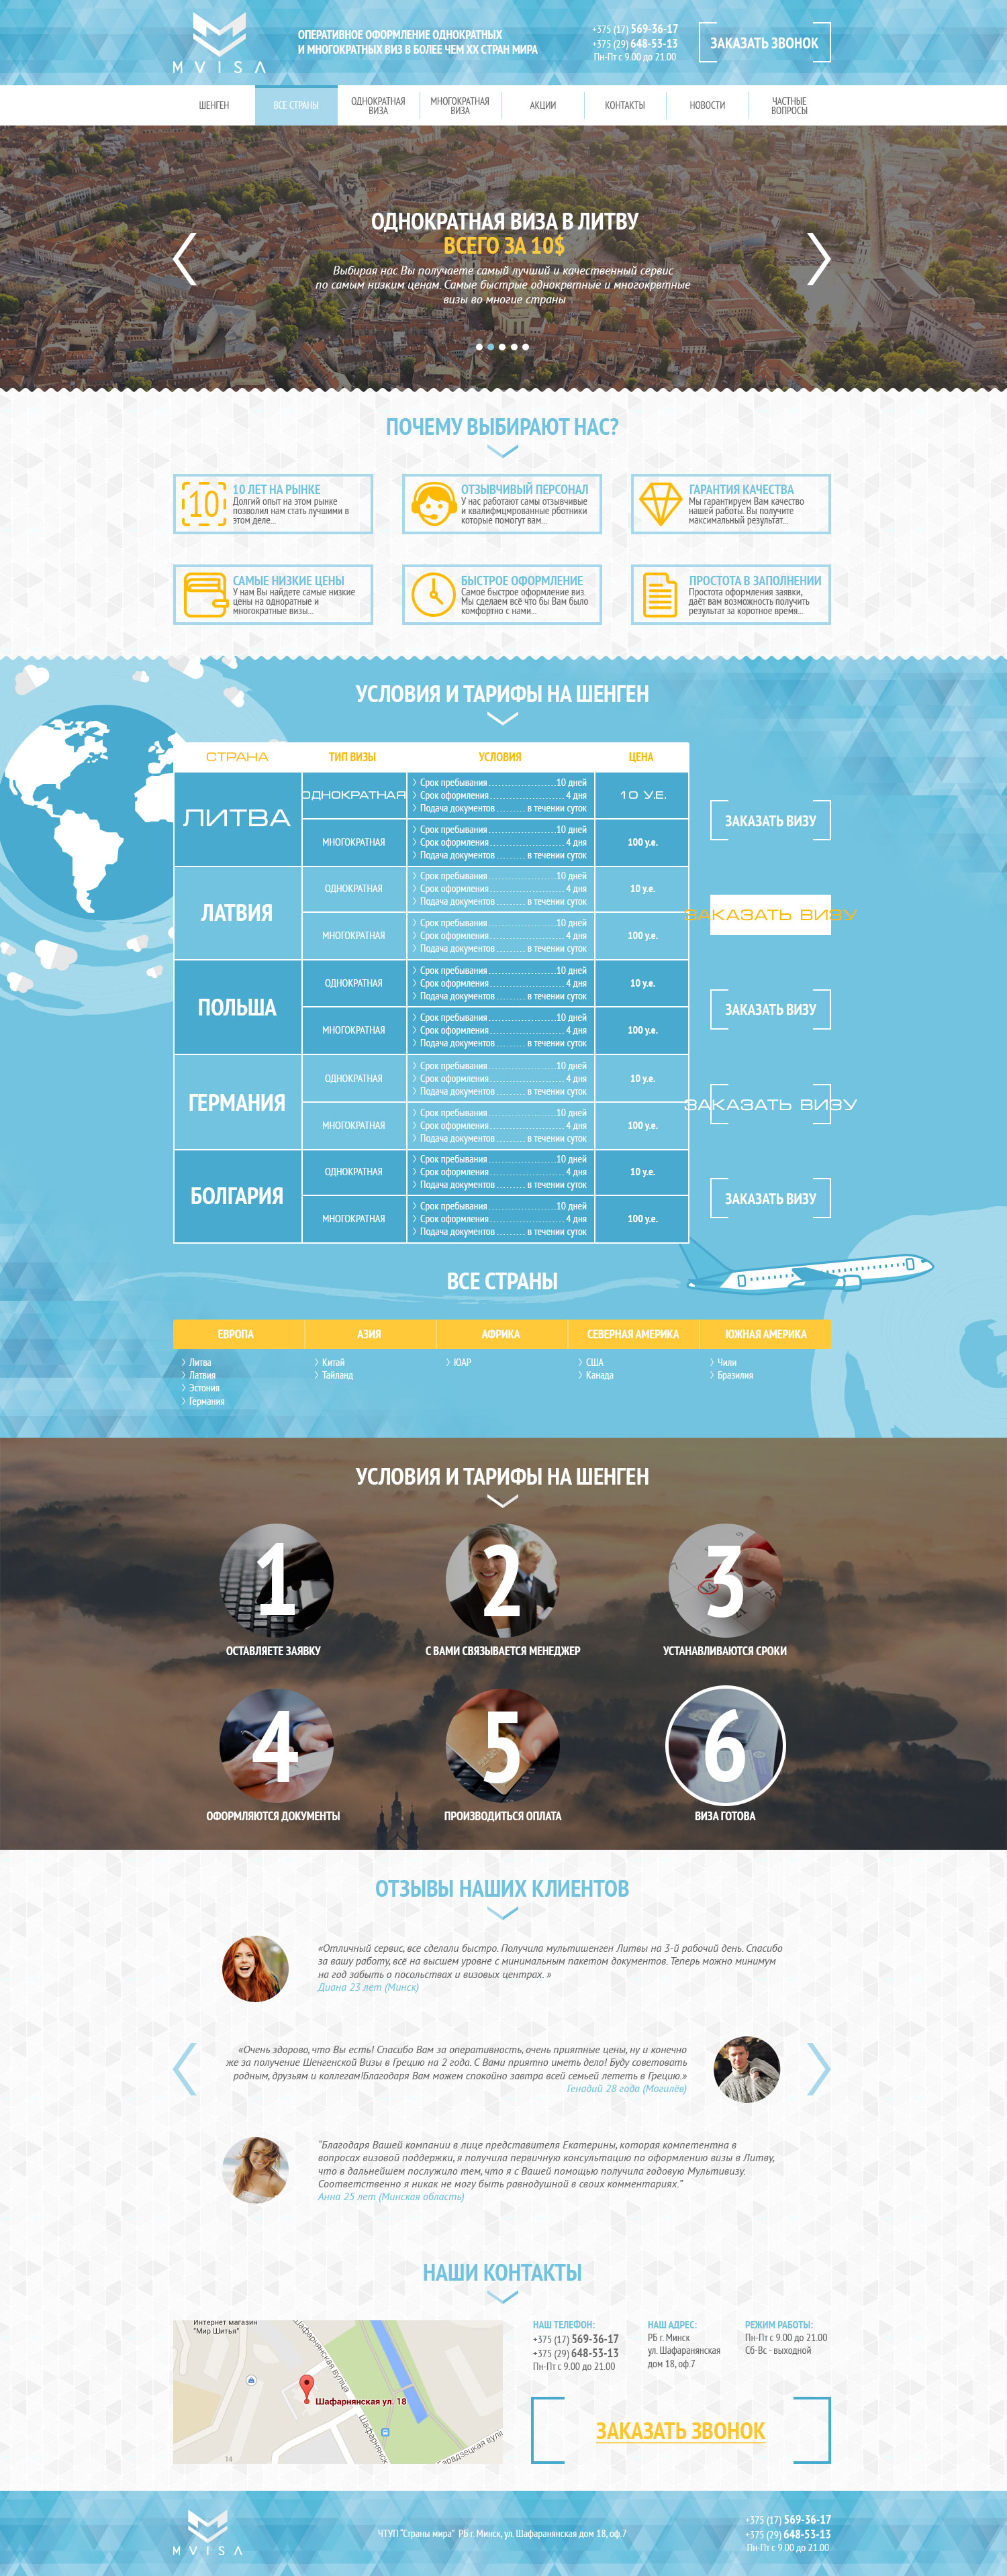 MVISA
ОПЕРАТИВНОЕ ОФОРМЛЕНИЕ ОДНОКРАТНЫХ
И МНОГОКРАТНЫХ ВИЗ В БОЛЕЕ ЧЕМ ХХ СТРАН МИРА
+375 (17) 569-36-17
+375 (29) 648-53-13
Пн-Пт с 9.00 до 21.00
ЗАКАЗАТЬ ЗВОНОК
ШЕНГЕН
ВСЕ СТРАНЫ
ОДНОКРАТНАЯ
ВИЗА
МНОГОКРАТНАЯ
ВИЗА
АКЦИИ
КОНТАКТЫ
НОВОСТИ
ЧАСТНЫЕ
ВОПРОСЫ
ОДНОКРАТНАЯ ВИЗА В ЛИТВУ
ВСЕГО ЗА 10$
Выбирая нас Вы получаете самый лучший и качественный сервис
по самым низким ценам. Самые быстрые однокрвтные и многокрвтные
визы во многие страны
ПОЧЕМУ ВЫБИРАЮТ НАС?
10
10 ЛЕТ НА РЫНКЕ
Долгий опыт на этом рынке
позволил нам стать лучшими в
этом деле...
ОТЗЫВЧИВЫЙ ПЕРСОНАЛ
У нас работают самы отзывчивые
и квалифицмрованные рботники
которые помогут вам...
ГАРАНТИЯ КАЧЕСТВА
Мы гарантируем Вам качество
нашей работы. Вы получите
максимальный результат...
САМЫЕ НИЗКИЕ ЦЕНЫ
У нам Вы найдете самые низкие
цены на одноратные и
многократные визы...
БЫСТРОЕ ОФОРМЛЕНИЕ
Самое быстрое оформление виз.
Мы сделаем всё что бы Вам было
комфортно с нами...
ПРОСТОТА В ЗАПОЛНЕНИИ
Простота оформления заявки,
даёт вам возможность получить
результат за короткое время...
УСЛОВИЯ И ТАРИФЫ НА ШЕНГЕН
СТРАНА
ТИП ВИЗЫ
УСЛОВИЯ
ЦЕНА
ЛИТВА
ОДНОКРАТНАЯ
Срок пребывания.....................10 дней
Срок оформления....................... 4 дня
Подача документов ......... в течении суток
10 У.Е.
МНОГОКРАТНАЯ
Срок пребывания.....................10 дней
Срок оформления....................... 4 дня
Подача документов ......... в течении суток
100 у.е.
ЗАКАЗАТЬ ВИЗУ
ЛАТВИЯ
ОДНОКРАТНАЯ
Срок пребывания.....................10 дней
Срок оформления....................... 4 дня
Подача документов ......... в течении суток
10 у.е.
МНОГОКРАТНАЯ
Срок пребывания.....................10 дней
Срок оформления....................... 4 дня
Подача документов ......... в течении суток
100 у.е.
ЗАКАЗАТЬ ВИЗУ
ПОЛЬША
ОДНОКРАТНАЯ
Срок пребывания.....................10 дней
Срок оформления....................... 4 дня
Подача документов ......... в течении суток
10 у.е.
МНОГОКРАТНАЯ
Срок пребывания.....................10 дней
Срок оформления....................... 4 дня
Подача документов ......... в течении суток
100 у.е.
ЗАКАЗАТЬ ВИЗУ
ГЕРМАНИЯ
ОДНОКРАТНАЯ
Срок пребывания.....................10 дней
Срок оформления....................... 4 дня
Подача документов ......... в течении суток
10 у.е.
МНОГОКРАТНАЯ
Срок пребывания.....................10 дней
Срок оформления....................... 4 дня
Подача документов ......... в течении суток
100 у.е.
ЗАКАЗАТЬ ВИЗУ
БОЛГАРИЯ
ОДНОКРАТНАЯ
Срок пребывания.....................10 дней
Срок оформления....................... 4 дня
Подача документов ......... в течении суток
10 у.е.
МНОГОКРАТНАЯ
Срок пребывания.....................10 дней
Срок оформления....................... 4 дня
Подача документов ......... в течении суток
100 у.е.
ЗАКАЗАТЬ ВИЗУ
ВСЕ СТРАНЫ
ЕВРОПА
АЗИЯ
АФРИКА
СЕВЕРНАЯ АМЕРИКА
ЮЖНАЯ АМЕРИКА
Литва
Латвия
Эстония
Германия
Китай
Тайланд
ЮАР
США
Канада
Чили
Бразилия
УСЛОВИЯ И ТАРИФЫ НА ШЕНГЕН
1
ОСТАВЛЯЕТЕ ЗАЯВКУ
2
С ВАМИ СВЯЗЫВАЕТСЯ МЕНЕДЖЕР
3
УСТАНАВЛИВАЮТСЯ СРОКИ
4
ОФОРМЛЯЮТСЯ ДОКУМЕНТЫ
5
ПРОИЗВОДИТЬСЯ ОПЛАТА
6
ВИЗА ГОТОВА
ОТЗЫВЫ НАШИХ КЛИЕНТОВ
«Отличный сервис, все сделали быстро. Получила мультишенген Литвы на 3-й рабочий день. Спасибо
за вашу работу, всё на высшем уровне с минимальным пакетом документов. Теперь можно минимум
на год забыть о посольствах и визовых центрах. »
Диана 23 лет (Минск)
«Очень здорово, что Вы есть! Спасибо Вам за оперативность, очень приятные цены, ну и конечно
же за получение Шенгенской Визы в Грецию на 2 года. С Вами приятно иметь дело! Буду советовать
родным, друзьям и коллегам!Благодаря Вам можем спокойно завтра всей семьей лететь в Грецию.»
Генадий 28 года (Могилёв)
"Благодаря Вашей компании в лице представителя Екатерины, которая компетентна в
вопросах визовой поддержки, я получила первичную консультацию по оформлению визы в Литву,
что в дальнейшем послужило тем, что я с Вашей помощью получила годовую Мультивизу.
Соответственно я никак не могу быть равнодушной в своих комментариях."
Анна 25 лет (Минская область)
НАШИ КОНТАКТЫ
Интернет магазин
"Мир Шитья"
Шафарнянская вулица
Шафарнянская ул. 18
Шафарнянск
Гарадзецкая вулі
14
НАШ ТЕЛЕФОН:
+375 (17) 569-36-17
+375 (29) 648-53-13
Пн-Пт с 9.00 до 21.00
НАШ АДРЕС:
РБ г. Минск
ул. Шафаранянская
дом 18, оф.7
РЕЖИМ РАБОТЫ:
Пн-Пт с 9.00 до 21.00
Сб-Вс - выходной
ЗАКАЗАТЬ ЗВОНОК
MVISA
ЧТУП "Страны мира" РБ г. Минск, ул. Шафаранянская дом 18, оф.7
+375 (17) 569-36-17
+375 (29) 648-53-13
Пн-Пт с 9.00 до 21.00